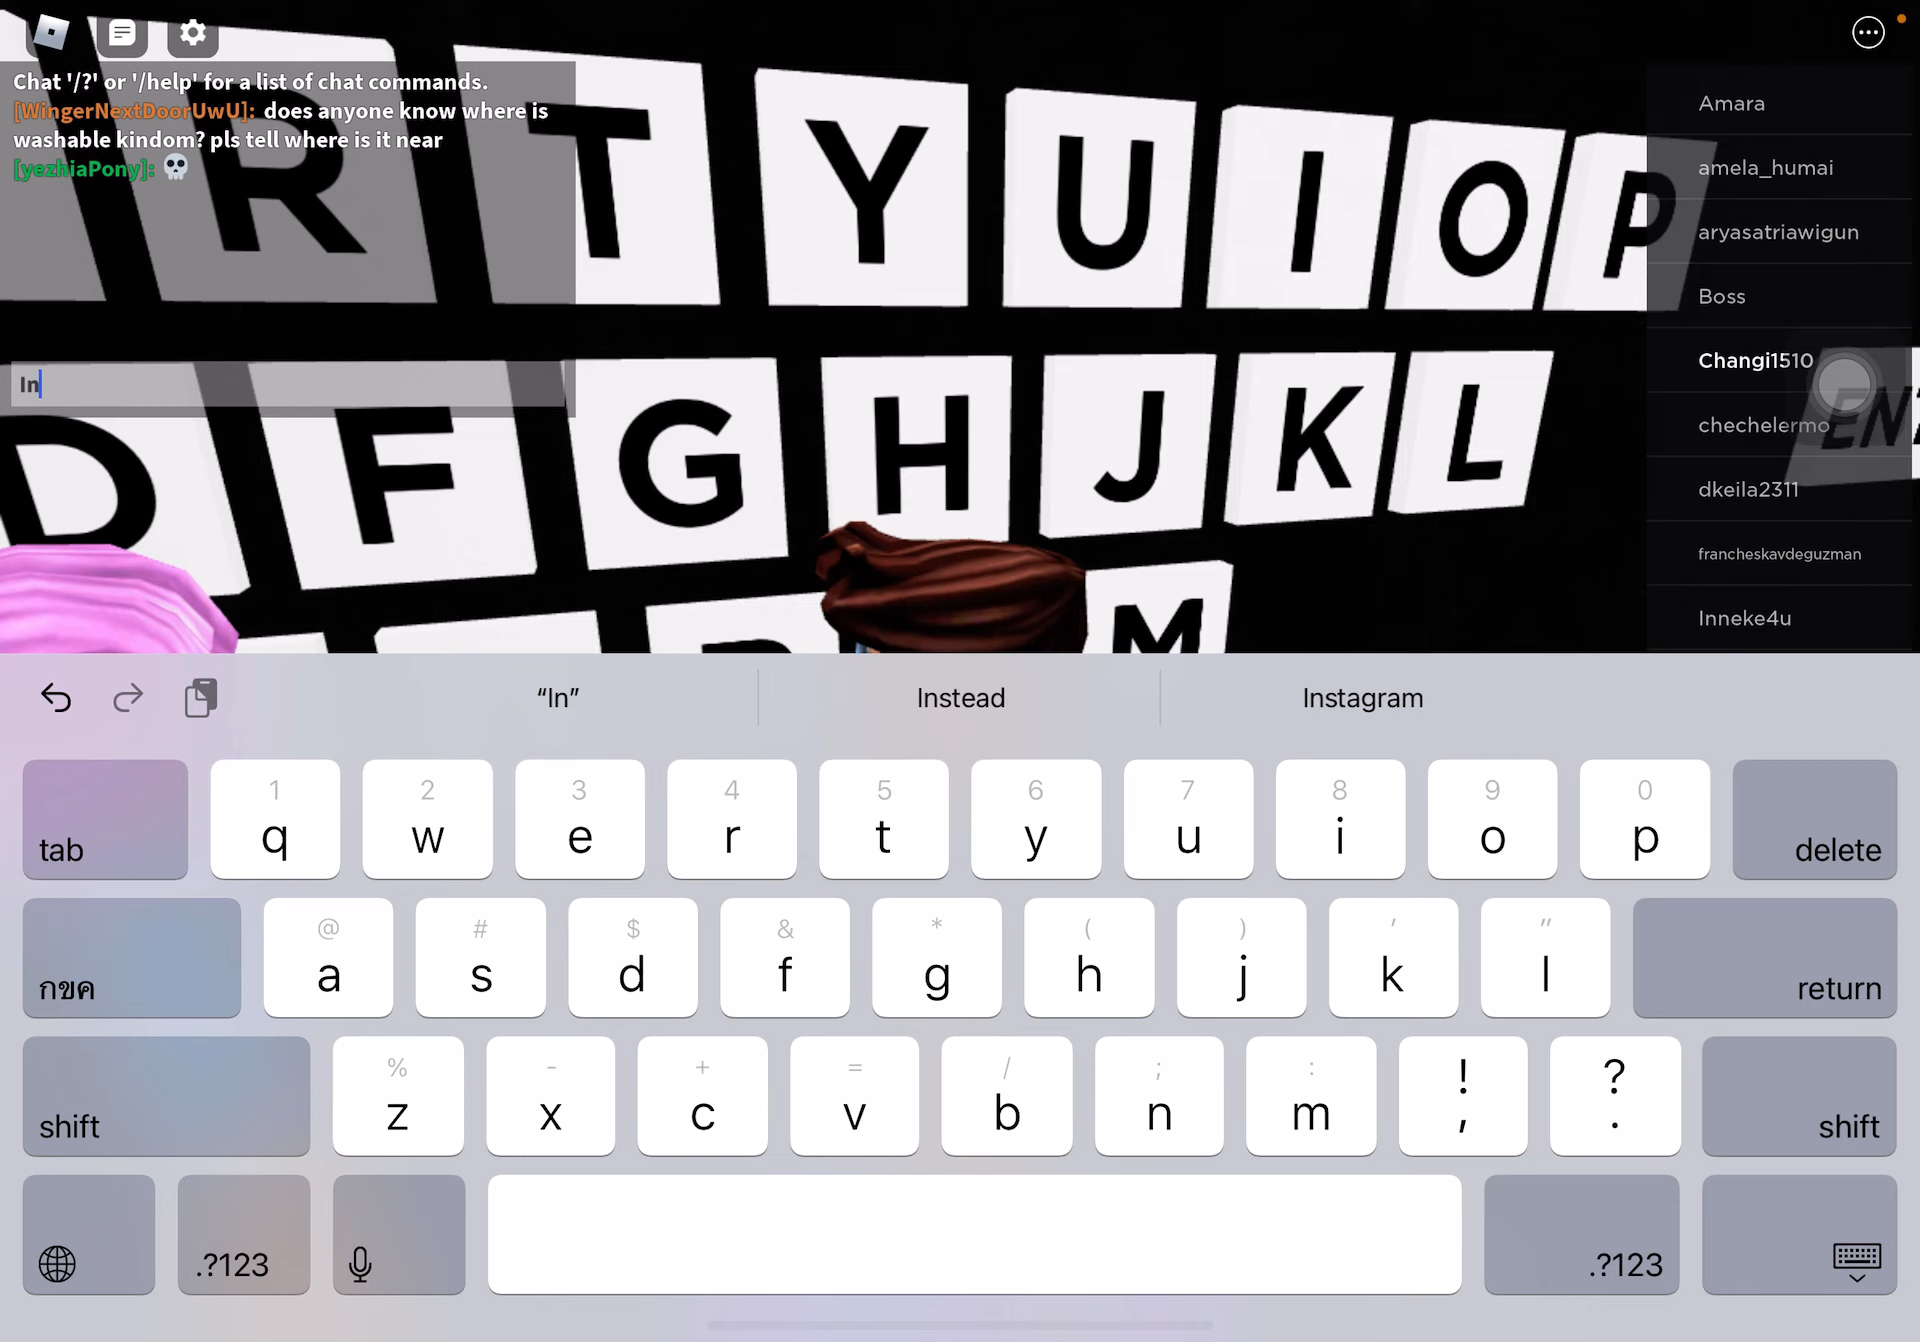 Chat '/?' or '/help' for a list of chat commands.
[WingerNextDoorUwU]: does anyone know where is
washable kindom? pls tell where is it near
[yezhiaPony]: 💀
R T Y U I O P
In
D F G H J K L
M
Amara
amela_humai
aryasatriawigun
Boss
Changi1510
chechelermo
dkeila2311
francheskavdeguzman
Inneke4u
“In” Instead Instagram
1 2 3 4 5 6 7 8 9 0
tab q w e r t y u i o p delete
@ # $ & * ( ) ' "
กขค a s d f g h j k l return
% - + = / ; : ! ?
shift z x c v b n m , . shift
.?123 .?123